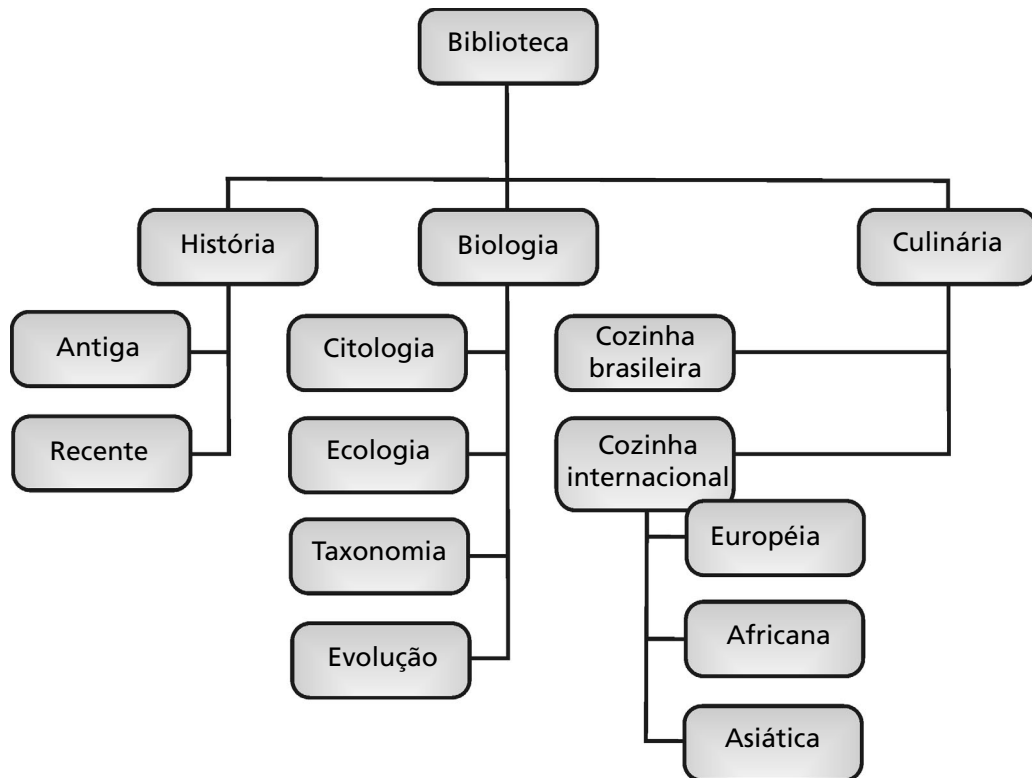 Biblioteca
História
Biologia
Culinária
Antiga
Recente
Citologia
Ecologia
Taxonomia
Evolução
Cozinha
brasileira
Cozinha
internacional
Européia
Africana
Asiática